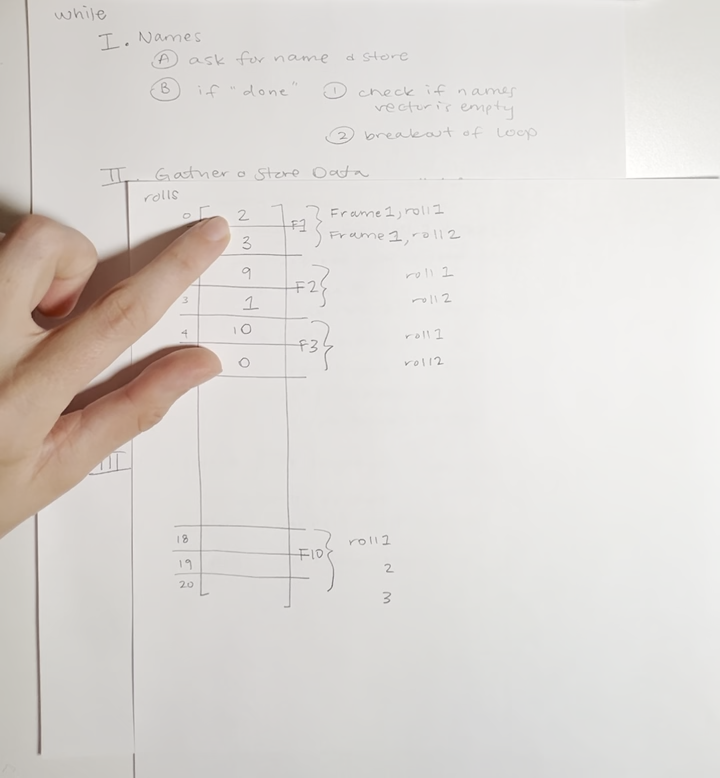 while
I. Names
A ask for name & store
B if "done" 1 check if names
vector is empty
2 breakout of loop
II. Gather & Store Data
rolls
0 2 F1 Frame 1, roll 1
3 Frame 1, roll 2
9 F2 roll 1
3 1 roll 2
4 10 F3 roll 1
0 roll 2
III
18 F10 roll 1
19 2
20 3